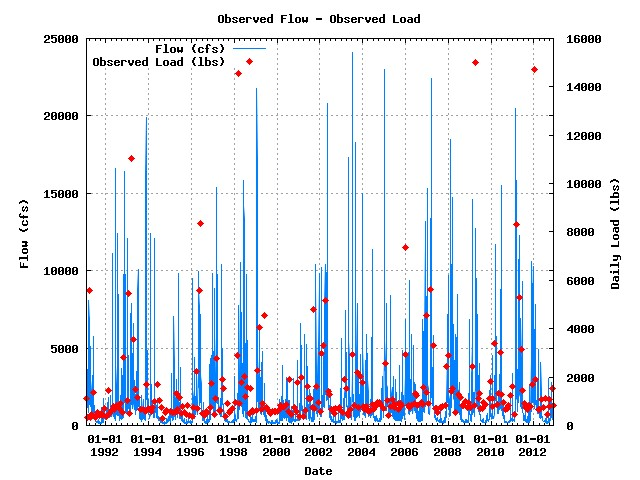 Observed Flow - Observed Load
Flow (cfs)
Observed Load (lbs)
25000
20000
15000
10000
5000
0
Flow (cfs)
16000
14000
12000
10000
8000
6000
4000
2000
0
Daily Load (lbs)
01-01 01-01 01-01 01-01 01-01 01-01 01-01 01-01 01-01 01-01 01-01
1992 1994 1996 1998 2000 2002 2004 2006 2008 2010 2012
Date